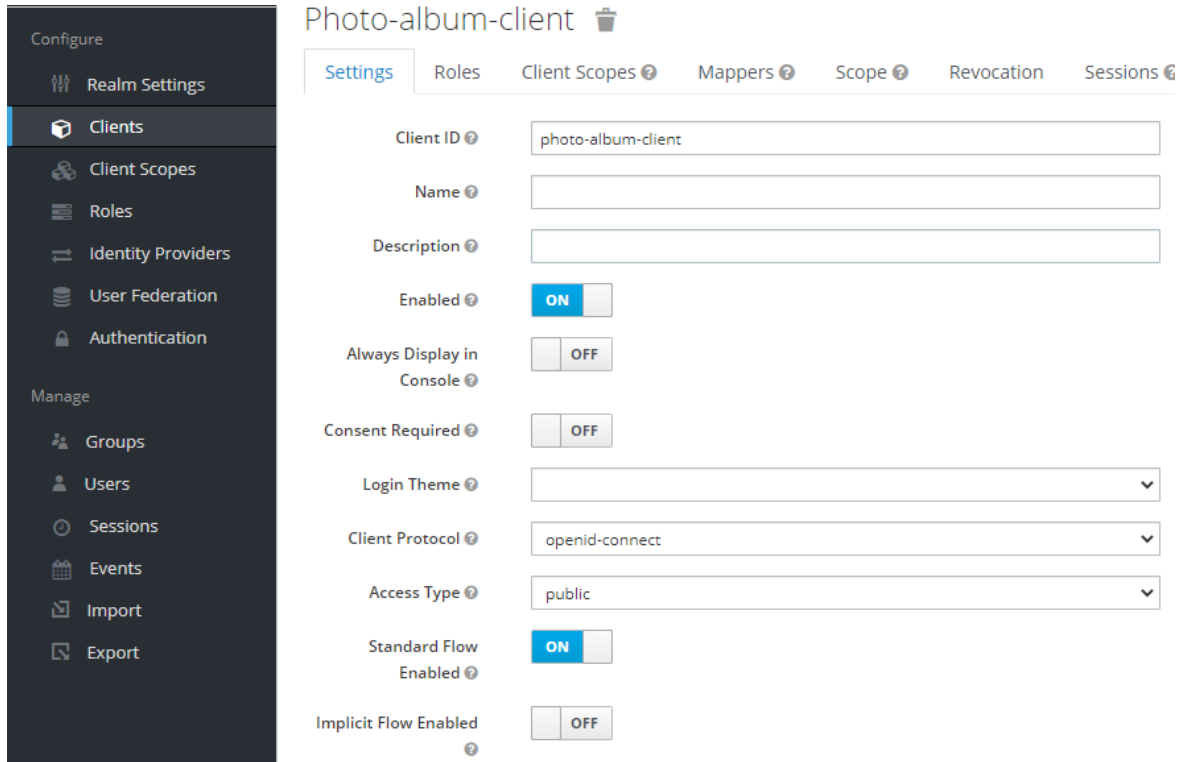 Configure
Realm Settings
Clients
Client Scopes
Roles
Identity Providers
User Federation
Authentication
Manage
Groups
Users
Sessions
Events
Import
Export
Photo-album-client
Settings Roles Client Scopes Mappers Scope Revocation Sessions
Client ID photo-album-client
Name
Description
Enabled ON
Always Display in
Console OFF
Consent Required OFF
Login Theme
Client Protocol openid-connect
Access Type public
Standard Flow
Enabled ON
Implicit Flow Enabled OFF